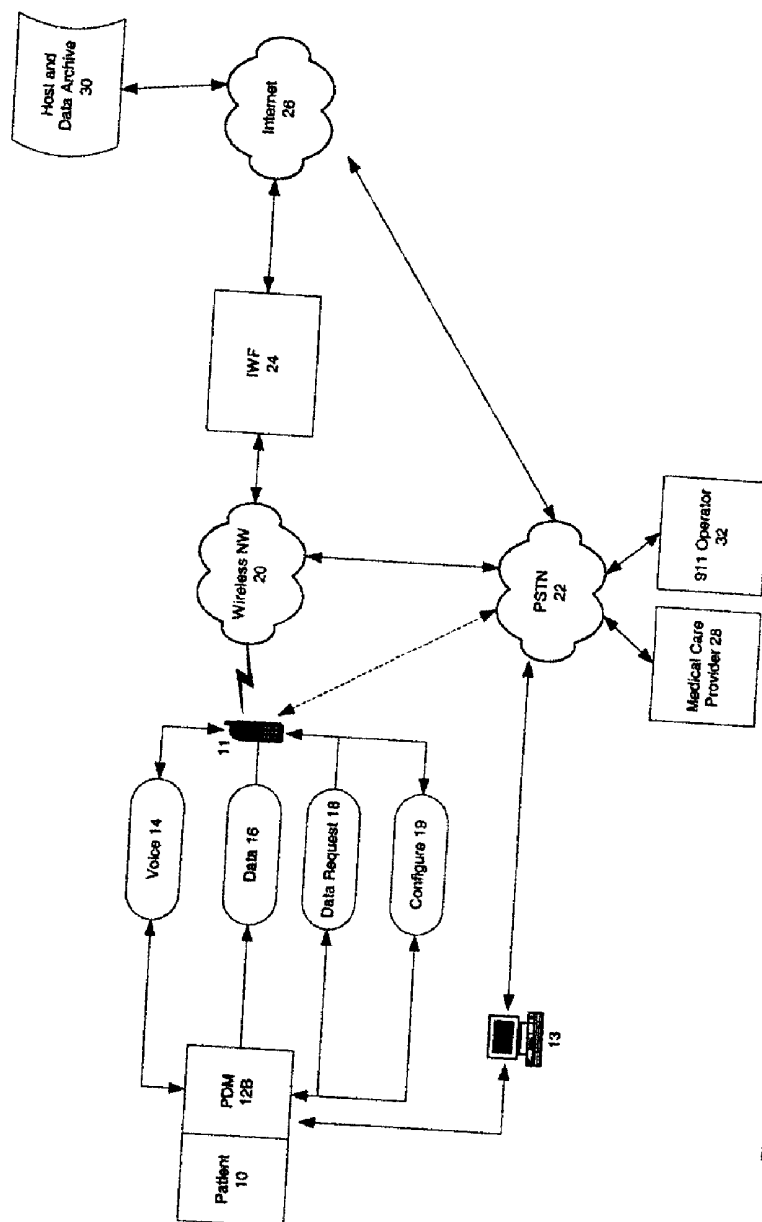 Patient
10
PDM
12B
Voice 14
Data 16
Data Request 18
Configure 19
11
13
Wireless NW
20
IWF
24
Internet
26
Host and
Data Archive
30
PSTN
22
Medical Care
Provider 28
911 Operator
32